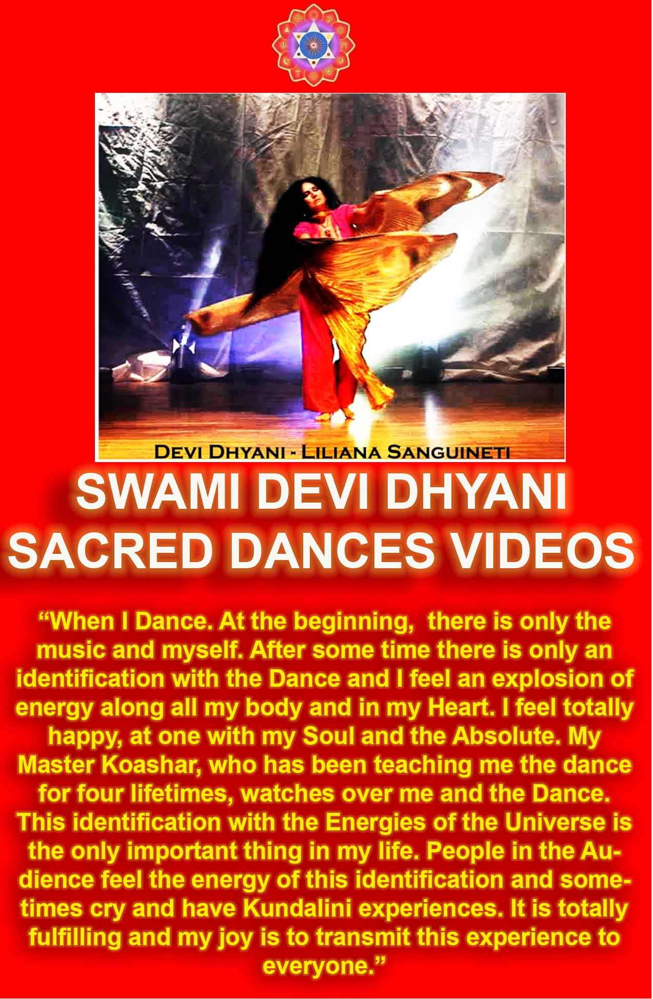 DEVI DHYANI - LILIANA SANGUINETI
SWAMI DEVI DHYANI
SACRED DANCES VIDEOS
“When I Dance. At the beginning,  there is only the
music and myself. After some time there is only an
identification with the Dance and I feel an explosion of
energy along all my body and in my Heart. I feel totally
happy, at one with my Soul and the Absolute. My
Master Koashar, who has been teaching me the dance
for four lifetimes, watches over me and the Dance.
This identification with the Energies of the Universe is
the only important thing in my life. People in the Au-
dience feel the energy of this identification and some-
times cry and have Kundalini experiences. It is totally
fulfilling and my joy is to transmit this experience to
everyone.”